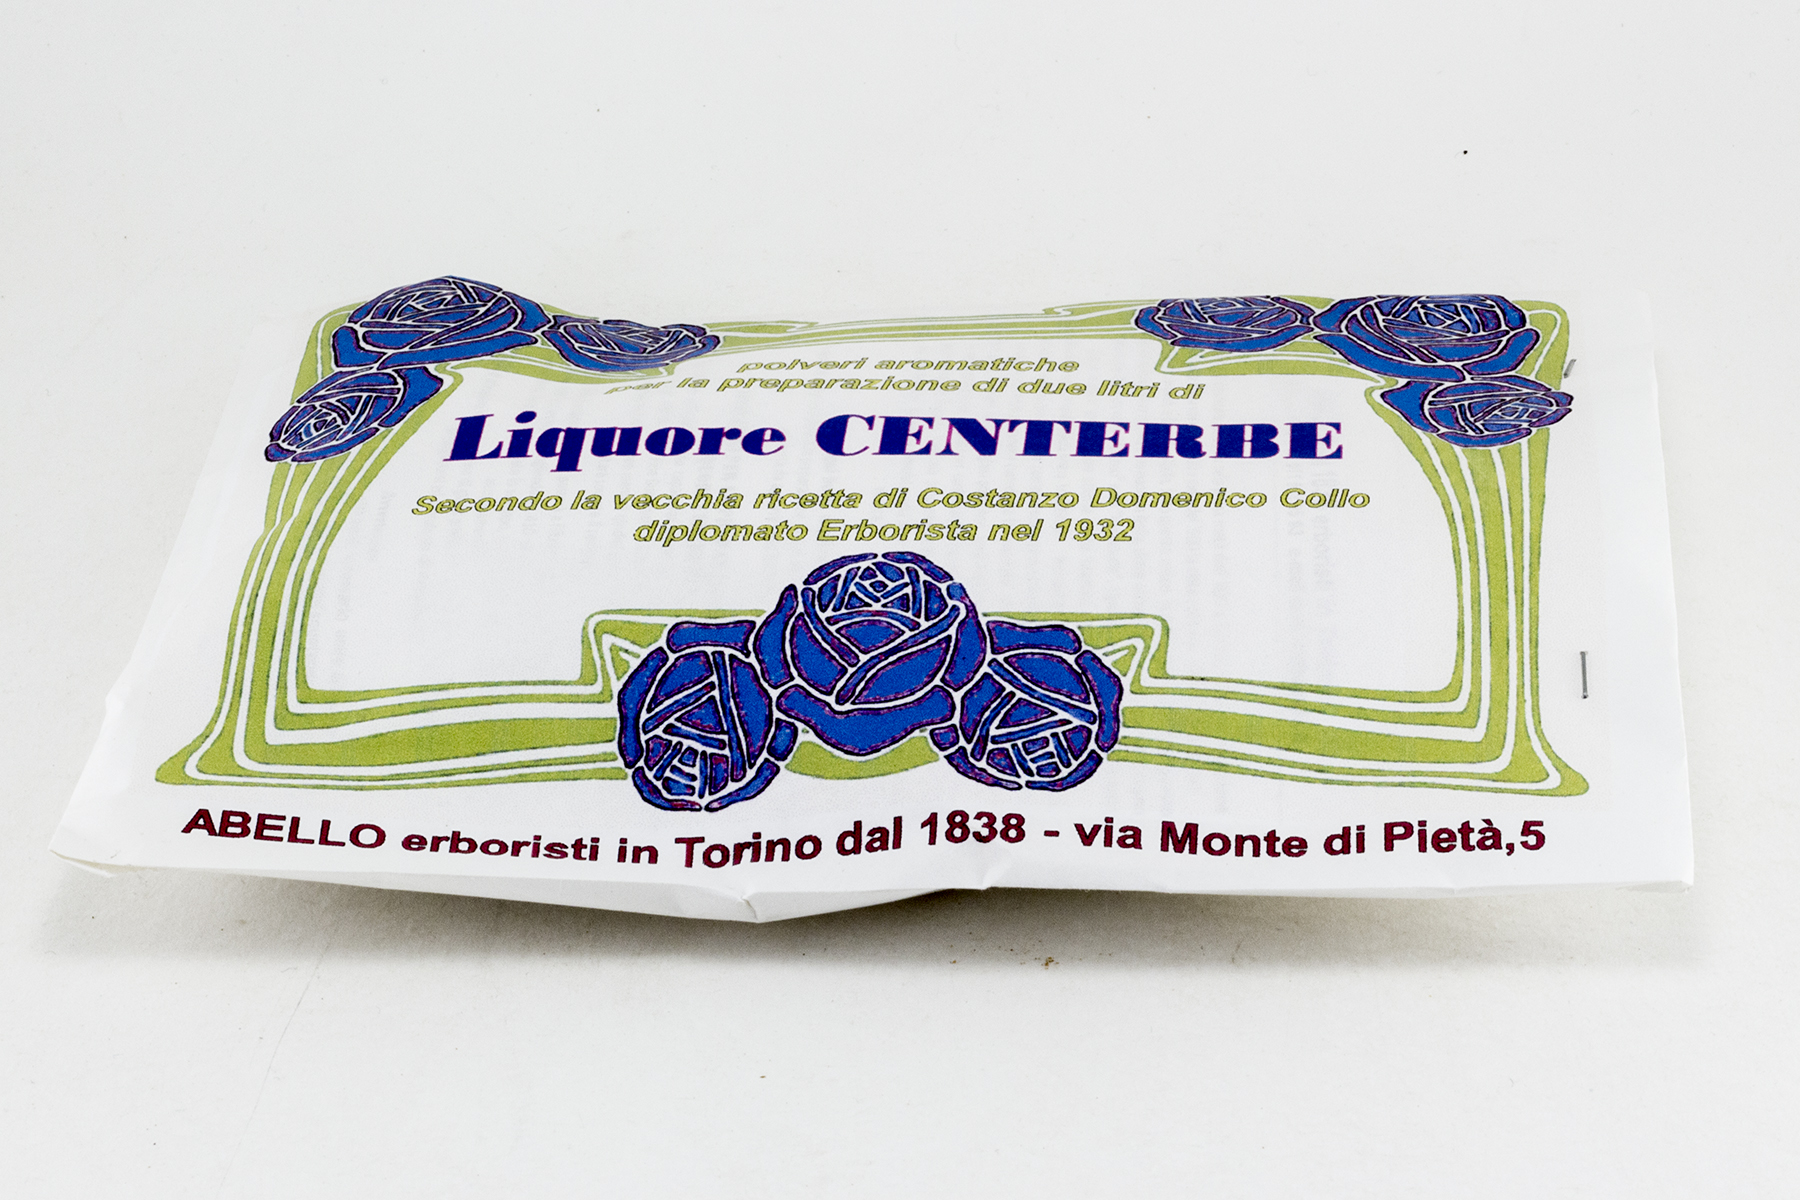 polveri aromatiche
per la preparazione di due litri di
Liquore CENTERBE
Secondo la vecchia ricetta di Costanzo Domenico Collo
diplomato Erborista nel 1932
ABELLO erboristi in Torino dal 1838 - via Monte di Pietà,5